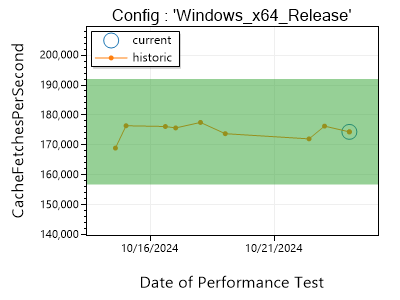 Config : 'Windows_x64_Release'
current
historic
CacheFetchesPerSecond
200,000
190,000
180,000
170,000
160,000
150,000
140,000
10/16/2024
10/21/2024
Date of Performance Test